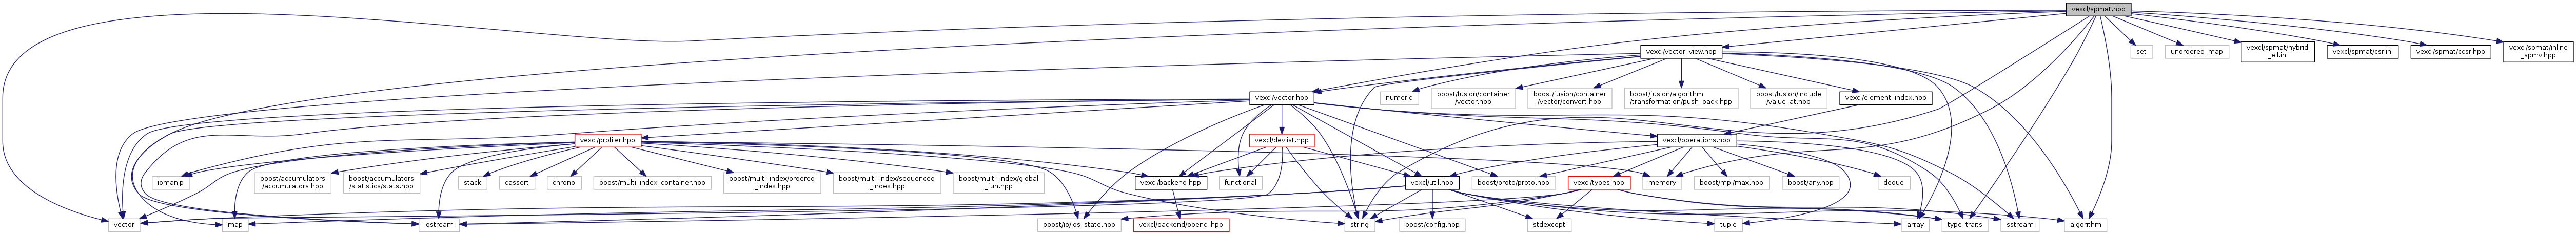 vexcl/spmat.hpp
vexcl/vector_view.hpp
set
unordered_map
vexcl/spmat/hybrid
_ell.inl
vexcl/spmat/csr.inl
vexcl/spmat/ccsr.hpp
vexcl/spmat/inline
_spmv.hpp
vexcl/vector.hpp
numeric
boost/fusion/container
/vector.hpp
boost/fusion/container
/vector/convert.hpp
boost/fusion/algorithm
/transformation/push_back.hpp
boost/fusion/include
/value_at.hpp
vexcl/element_index.hpp
vexcl/profiler.hpp
vexcl/devlist.hpp
vexcl/operations.hpp
iomanip
boost/accumulators
/accumulators.hpp
boost/accumulators
/statistics/stats.hpp
stack
cassert
chrono
boost/multi_index_container.hpp
boost/multi_index/ordered
_index.hpp
boost/multi_index/sequenced
_index.hpp
boost/multi_index/global
_fun.hpp
vexcl/backend.hpp
functional
vexcl/util.hpp
boost/proto/proto.hpp
vexcl/types.hpp
memory
boost/mpl/max.hpp
boost/any.hpp
deque
vector
map
iostream
boost/io/ios_state.hpp
vexcl/backend/opencl.hpp
string
boost/config.hpp
stdexcept
tuple
array
type_traits
sstream
algorithm